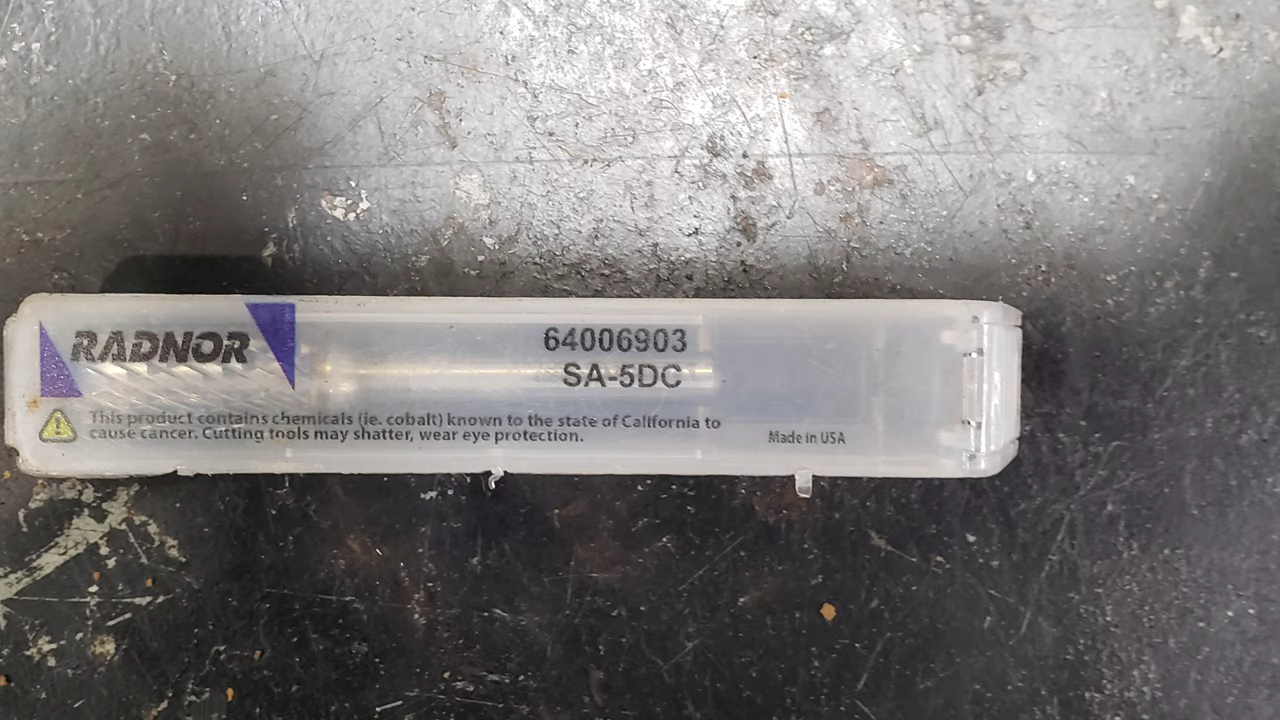 RADNOR
64006903
SA-5DC
This product contains chemicals (ie. cobalt) known to the state of California to
cause cancer. Cutting tools may shatter, wear eye protection.
Made in USA